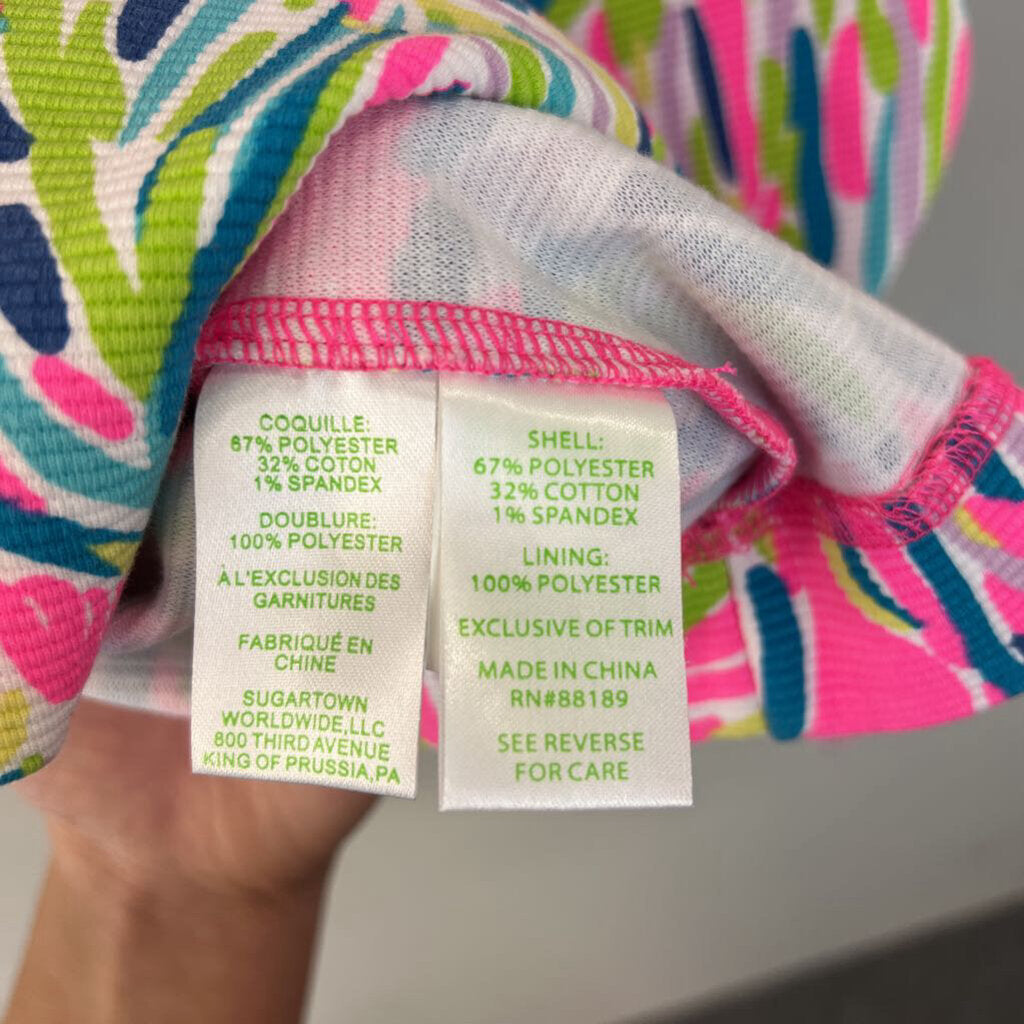 COQUILLE:
67% POLYESTER
32% COTON
1% SPANDEX
DOUBLURE:
100% POLYESTER
À L'EXCLUSION DES
GARNITURES
FABRIQUÉ EN
CHINE
SUGARTOWN
WORLDWIDE,LLC
800 THIRD AVENUE
KING OF PRUSSIA,PA
SHELL:
67% POLYESTER
32% COTTON
1% SPANDEX
LINING:
100% POLYESTER
EXCLUSIVE OF TRIM
MADE IN CHINA
RN#88189
SEE REVERSE
FOR CARE